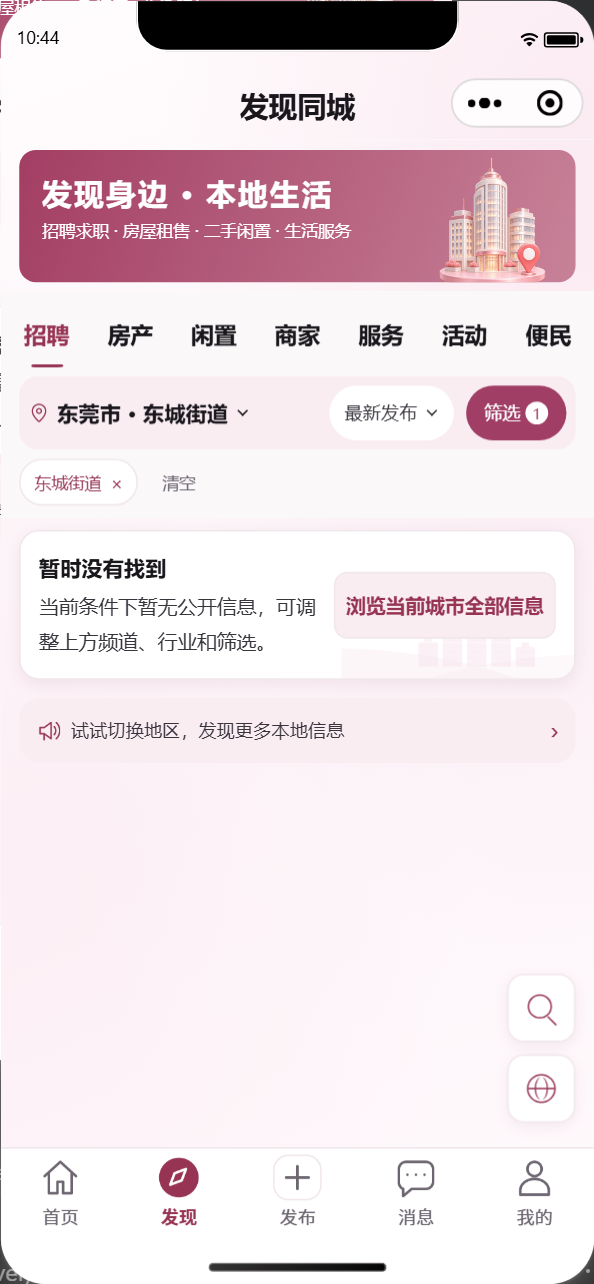 10:44
发现同城
发现身边·本地生活
招聘求职·房屋租售·二手闲置·生活服务
招聘 房产 闲置 商家 服务 活动 便民
东莞市·东城街道 最新发布 筛选 1
东城街道 × 清空
暂时没有找到
当前条件下暂无公开信息，可调
整上方频道、行业和筛选。
浏览当前城市全部信息
试试切换地区，发现更多本地信息 ›
首页 发现 发布 消息 我的